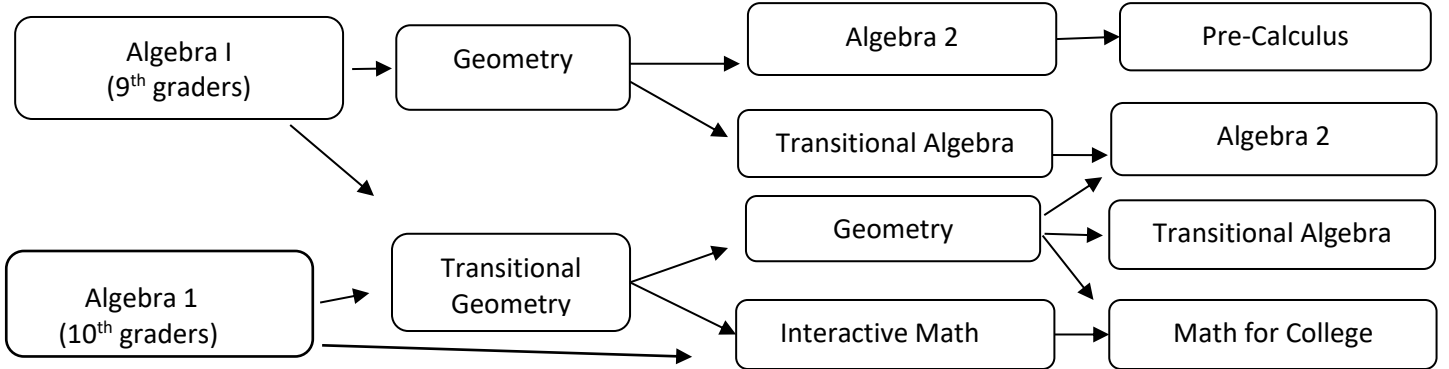 Algebra I
(9th graders)
Geometry
Algebra 2
Pre-Calculus
Transitional Algebra
Algebra 2
Algebra 1
(10th graders)
Transitional
Geometry
Geometry
Transitional Algebra
Interactive Math
Math for College